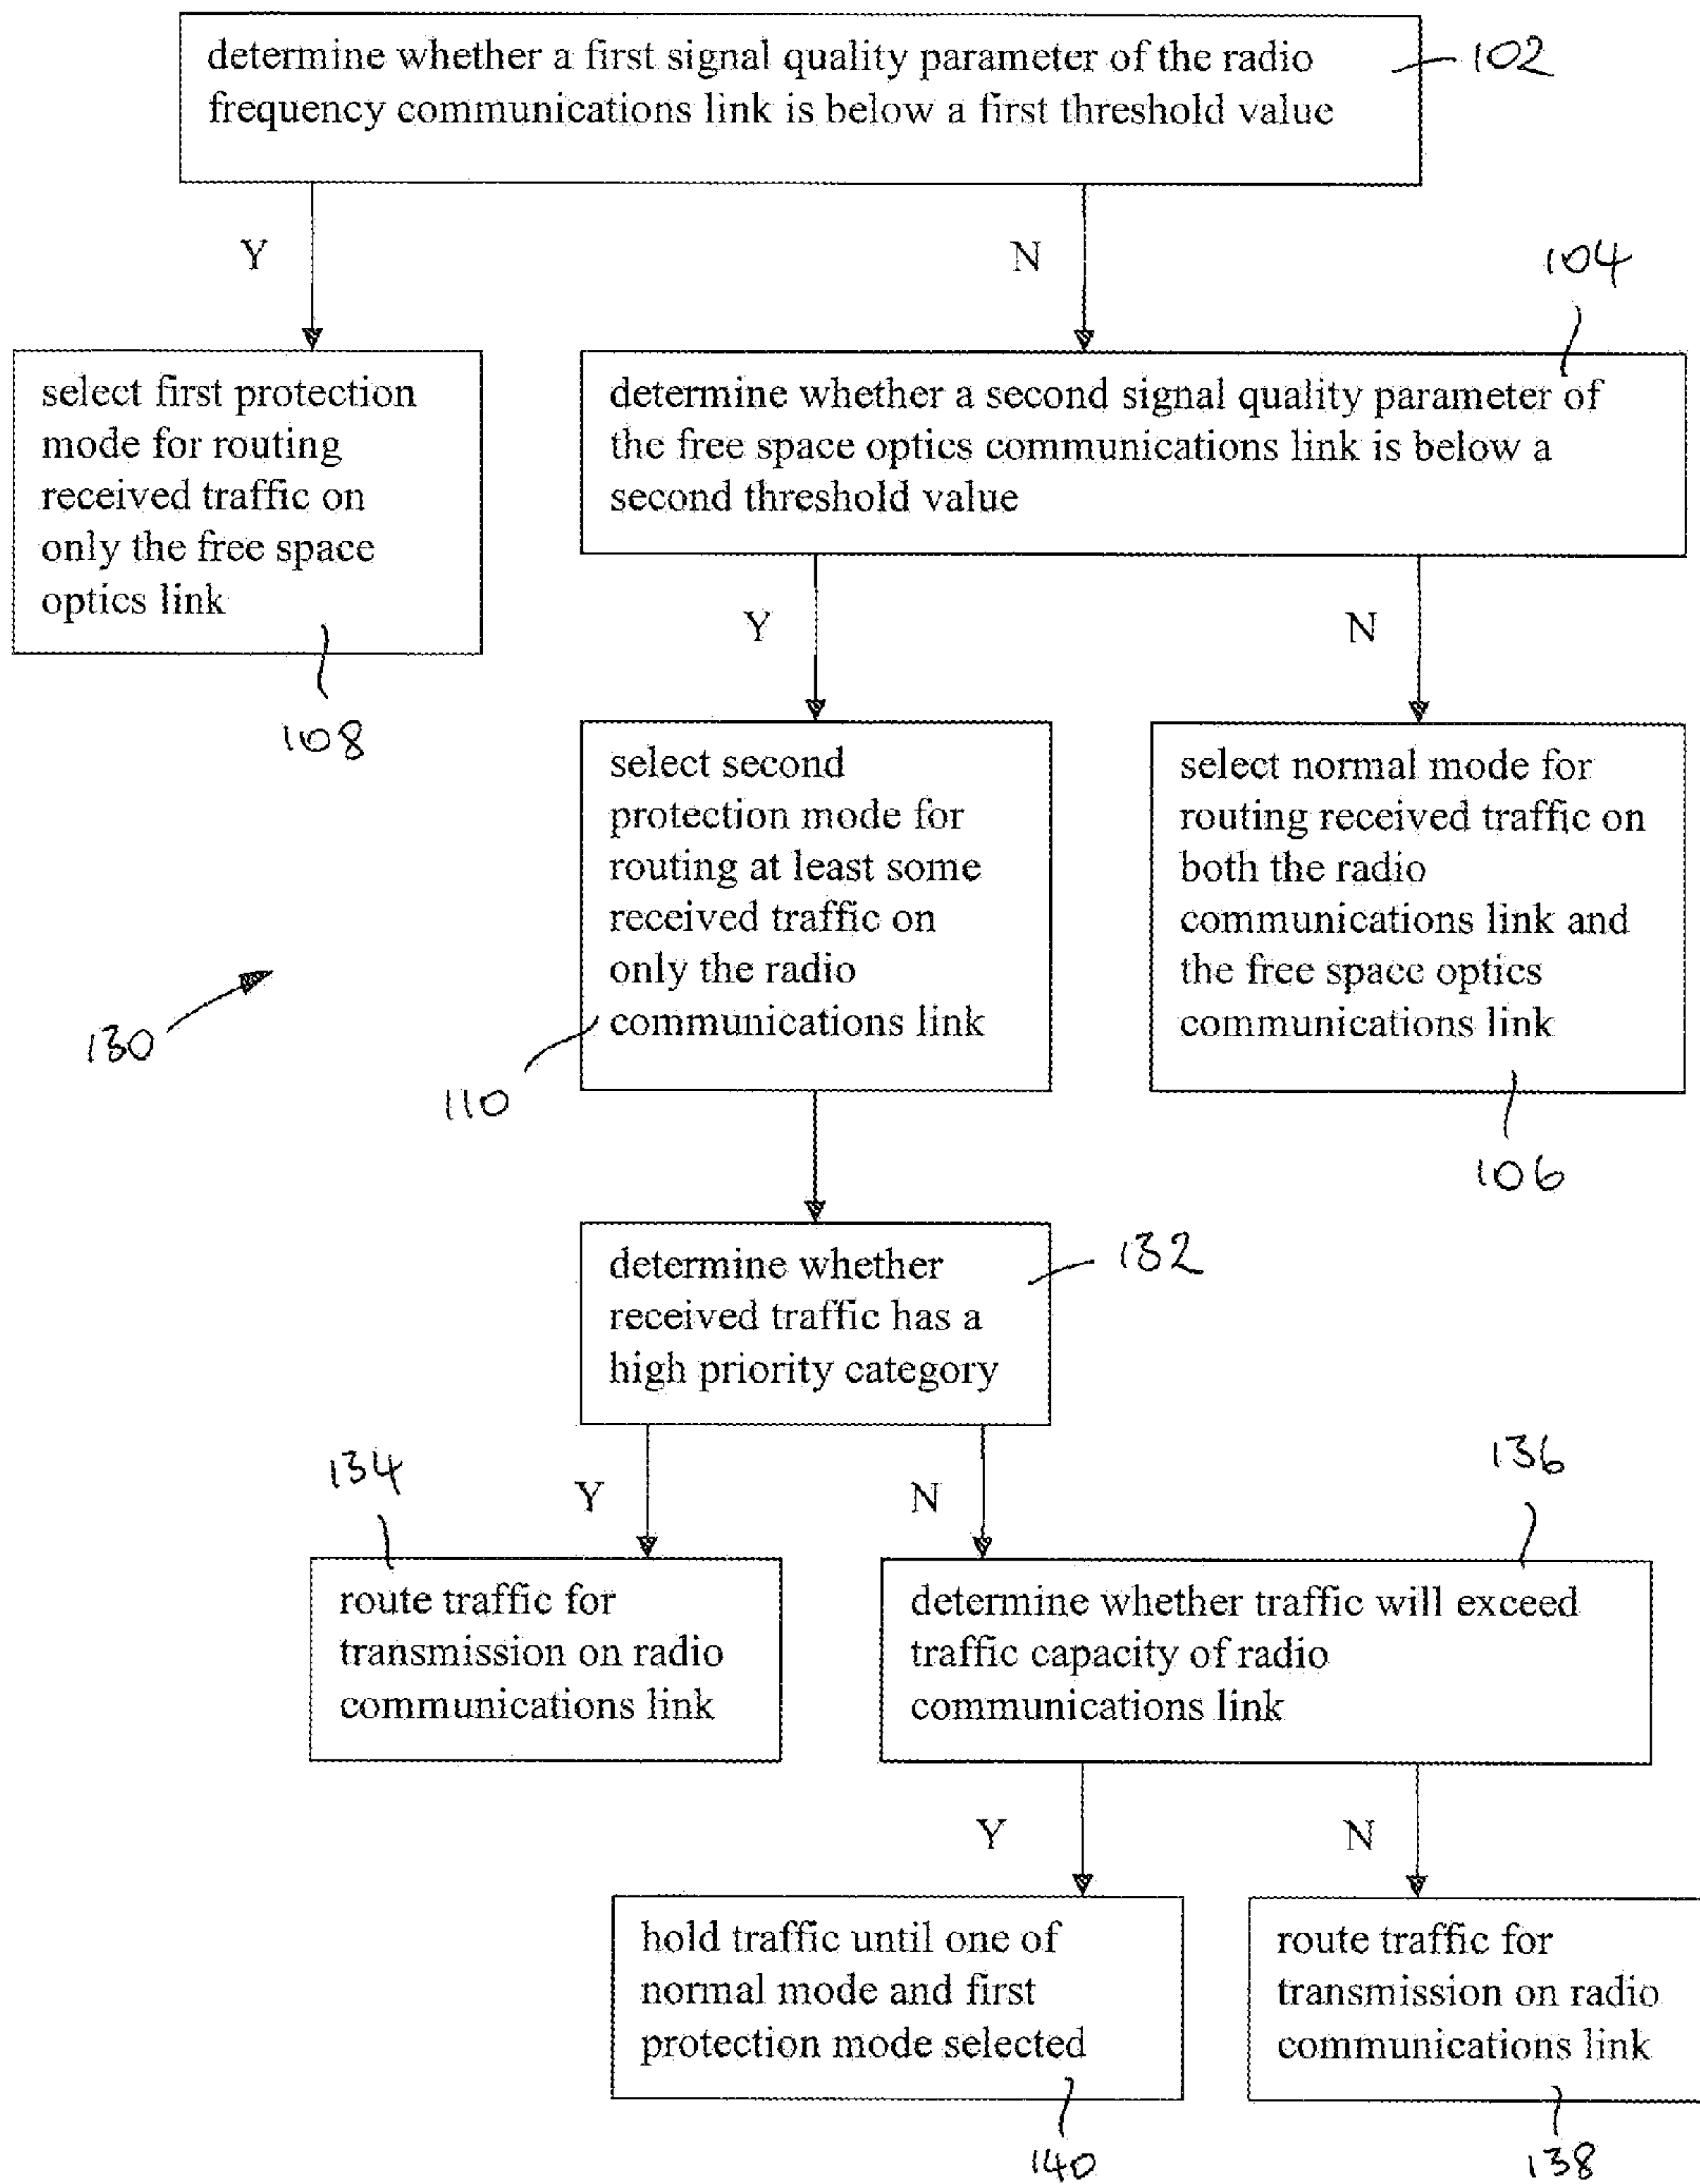 determine whether a first signal quality parameter of the radio
frequency communications link is below a first threshold value
102
Y
N
104
select first protection
mode for routing
received traffic on
only the free space
optics link
108
determine whether a second signal quality parameter of
the free space optics communications link is below a
second threshold value
Y
N
select second
protection mode for
routing at least some
received traffic on
only the radio
communications link
110
select normal mode for
routing received traffic on
both the radio
communications link and
the free space optics
communications link
106
130
determine whether
received traffic has a
high priority category
132
134
Y
N
136
route traffic for
transmission on radio
communications link
determine whether traffic will exceed
traffic capacity of radio
communications link
Y
N
hold traffic until one of
normal mode and first
protection mode selected
140
route traffic for
transmission on radio
communications link
138